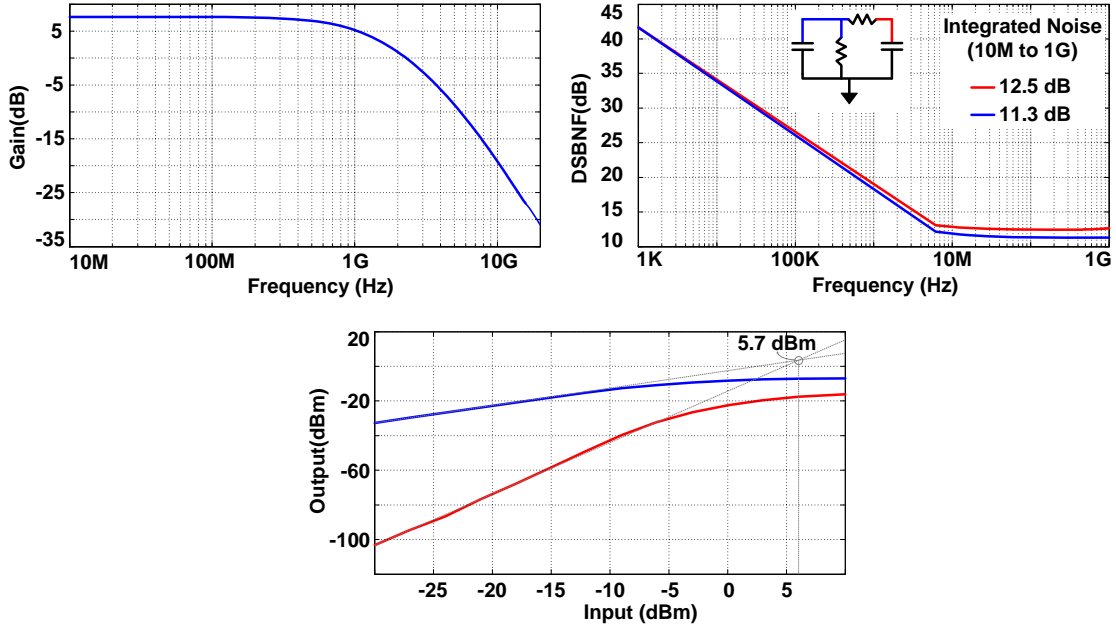 5
-5
-15
-25
-35
Gain(dB)
10M
100M
1G
10G
Frequency (Hz)
45
40
35
30
25
20
15
10
DSBNF(dB)
Integrated Noise
(10M to 1G)
12.5 dB
11.3 dB
1K
100K
10M
1G
Frequency (Hz)
20
-20
-60
-100
Output(dBm)
5.7 dBm
-25
-20
-15
-10
-5
0
5
Input (dBm)